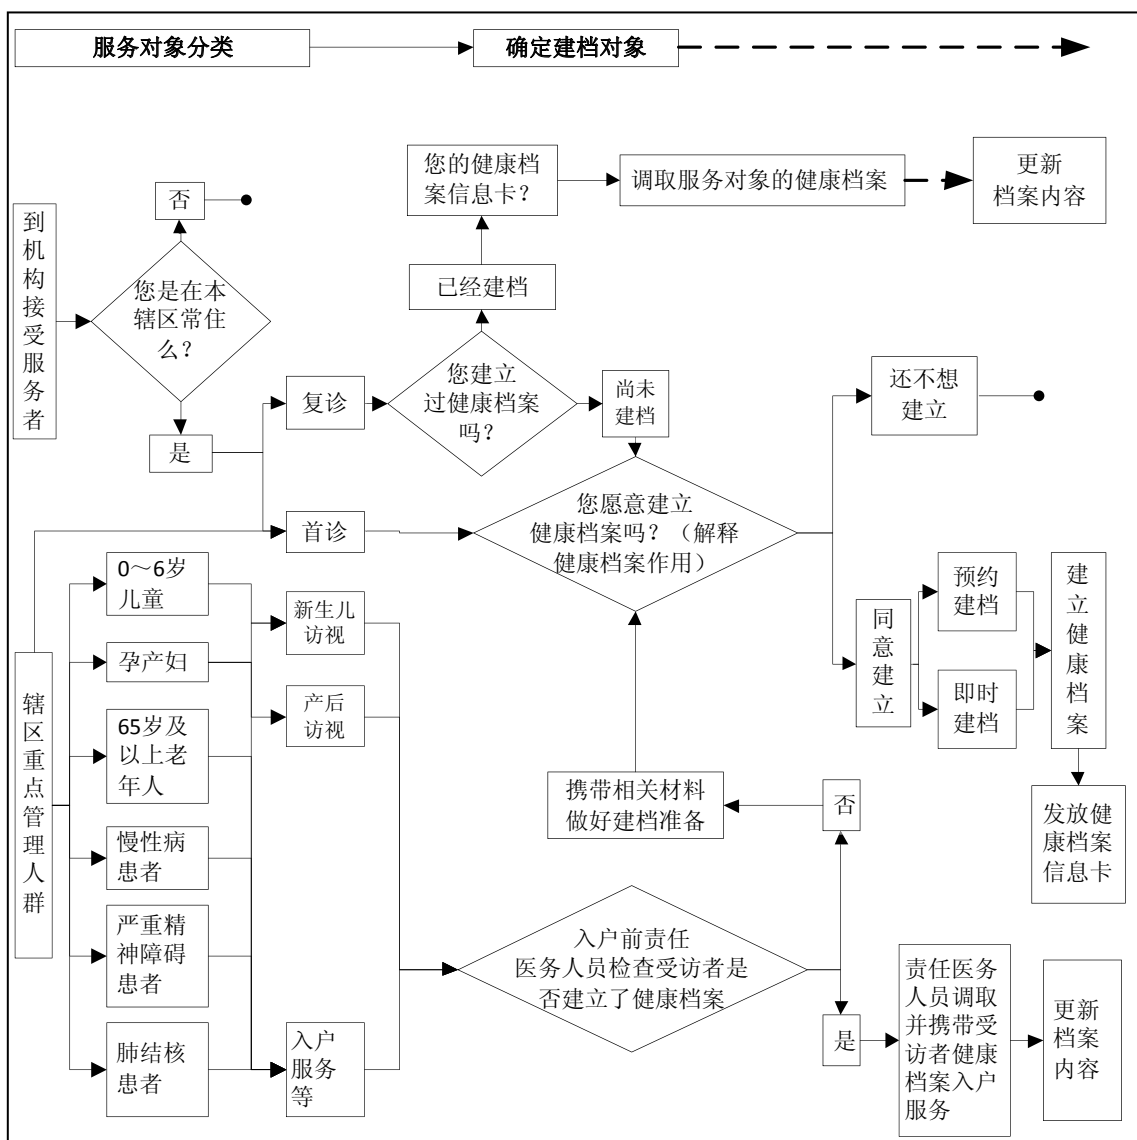 服务对象分类
确定建档对象
到
机
构
接
受
服
务
者
否
您是在本
辖区常住
么？
是
您的健康档
案信息卡？
调取服务对象的健康档案
更新
档案内容
已经建档
您建立
过健康档案
吗？
复诊
尚未
建档
还不想
建立
首诊
您愿意建立
健康档案吗？（解释
健康档案作用）
同
意
建
立
预约
建档
即时
建档
建
立
健
康
档
案
发放健
康档案
信息卡
辖
区
重
点
管
理
人
群
0～6岁
儿童
孕产妇
65岁及
以上老
年人
慢性病
患者
严重精
神障碍
患者
肺结核
患者
新生儿
访视
产后
访视
入户
服务
等
携带相关材料
做好建档准备
否
入户前责任
医务人员检查受访者是
否建立了健康档案
是
责任医务
人员调取
并携带受
访者健康
档案入户
服务
更新
档案
内容